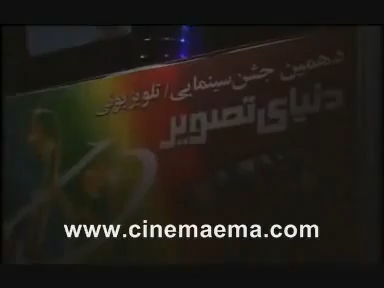 دهمین جشن سینمایی/تلویزیونی
دنیای تصویر
www.cinemaema.com